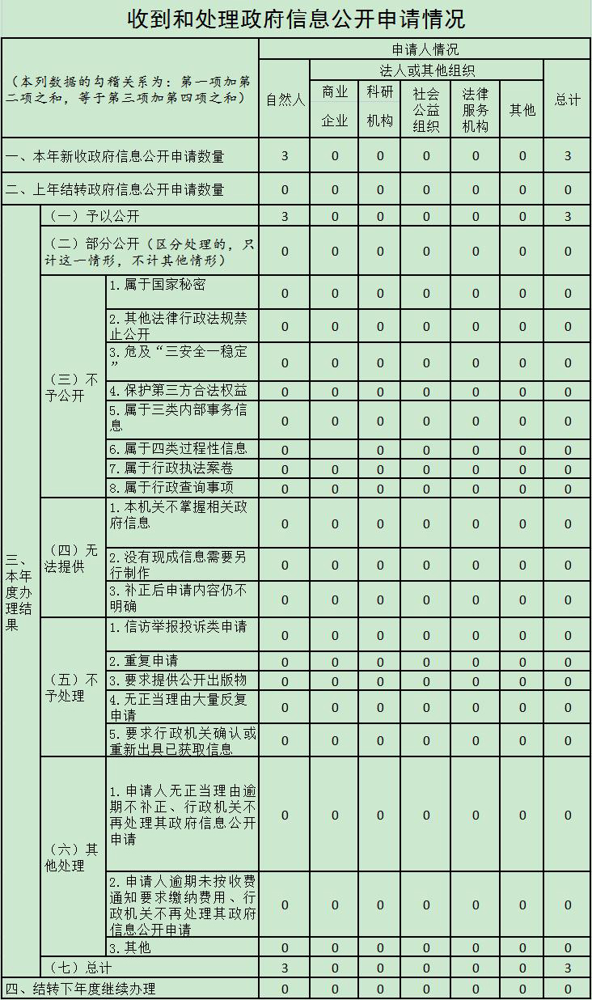 收到和处理政府信息公开申请情况
（本列数据的勾稽关系为：第一项加第
二项之和，等于第三项加第四项之和）
申请人情况
自然人
法人或其他组织
总计
商业
企业
科研
机构
社会
公益
组织
法律
服务
机构
其他
一、本年新收政府信息公开申请数量 3 0 0 0 0 0 3
二、上年结转政府信息公开申请数量 0 0 0 0 0 0 0
三、
本年
度办
理结
果
（一）予以公开 3 0 0 0 0 0 3
（二）部分公开（区分处理的，只
计这一情形，不计其他情形） 0 0 0 0 0 0 0
（三）不
予公开
1.属于国家秘密 0 0 0 0 0 0 0
2.其他法律行政法规禁
止公开 0 0 0 0 0 0 0
3.危及“三安全一稳定
” 0 0 0 0 0 0 0
4.保护第三方合法权益 0 0 0 0 0 0 0
5.属于三类内部事务信
息 0 0 0 0 0 0 0
6.属于四类过程性信息 0 0 0 0 0 0
7.属于行政执法案卷 0 0 0 0 0 0 0
8.属于行政查询事项 0 0 0 0 0 0 0
（四）无
法提供
1.本机关不掌握相关政
府信息 0 0 0 0 0 0 0
2.没有现成信息需要另
行制作 0 0 0 0 0 0 0
3.补正后申请内容仍不
明确 0 0 0 0 0 0 0
（五）不
予处理
1.信访举报投诉类申请 0 0 0 0 0 0 0
2.重复申请 0 0 0 0 0 0 0
3.要求提供公开出版物 0 0 0 0 0 0 0
4.无正当理由大量反复
申请 0 0 0 0 0 0 0
5.要求行政机关确认或
重新出具已获取信息 0 0 0 0 0 0 0
（六）其
他处理
1.申请人无正当理由逾
期不补正、行政机关不
再处理其政府信息公开
申请 0 0 0 0 0 0 0
2.申请人逾期未按收费
通知要求缴纳费用、行
政机关不再处理其政府
信息公开申请 0 0 0 0 0 0 0
3.其他 0 0 0 0 0 0 0
（七）总计 3 0 0 0 0 0 3
四、结转下年度继续办理 0 0 0 0 0 0 0